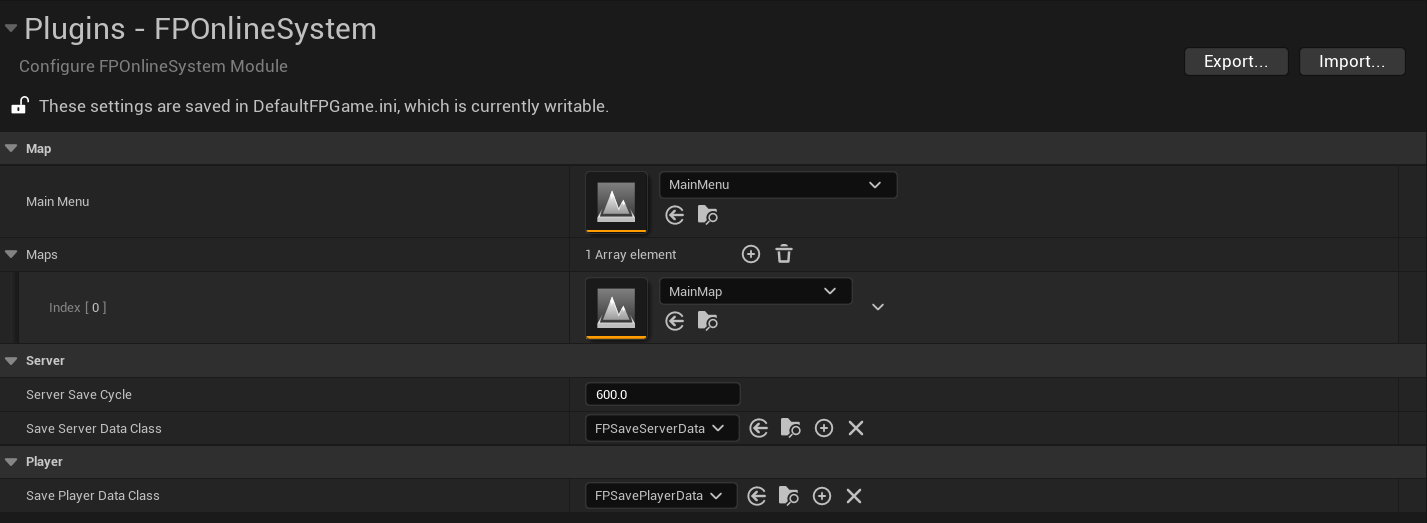 Plugins - FPOnlineSystem
Configure FPOnlineSystem Module
Export...
Import...
These settings are saved in DefaultFPGame.ini, which is currently writable.
Map
Main Menu
MainMenu
Maps
1 Array element
Index [ 0 ]
MainMap
Server
Server Save Cycle
600.0
Save Server Data Class
FPSaveServerData
Player
Save Player Data Class
FPSavePlayerData